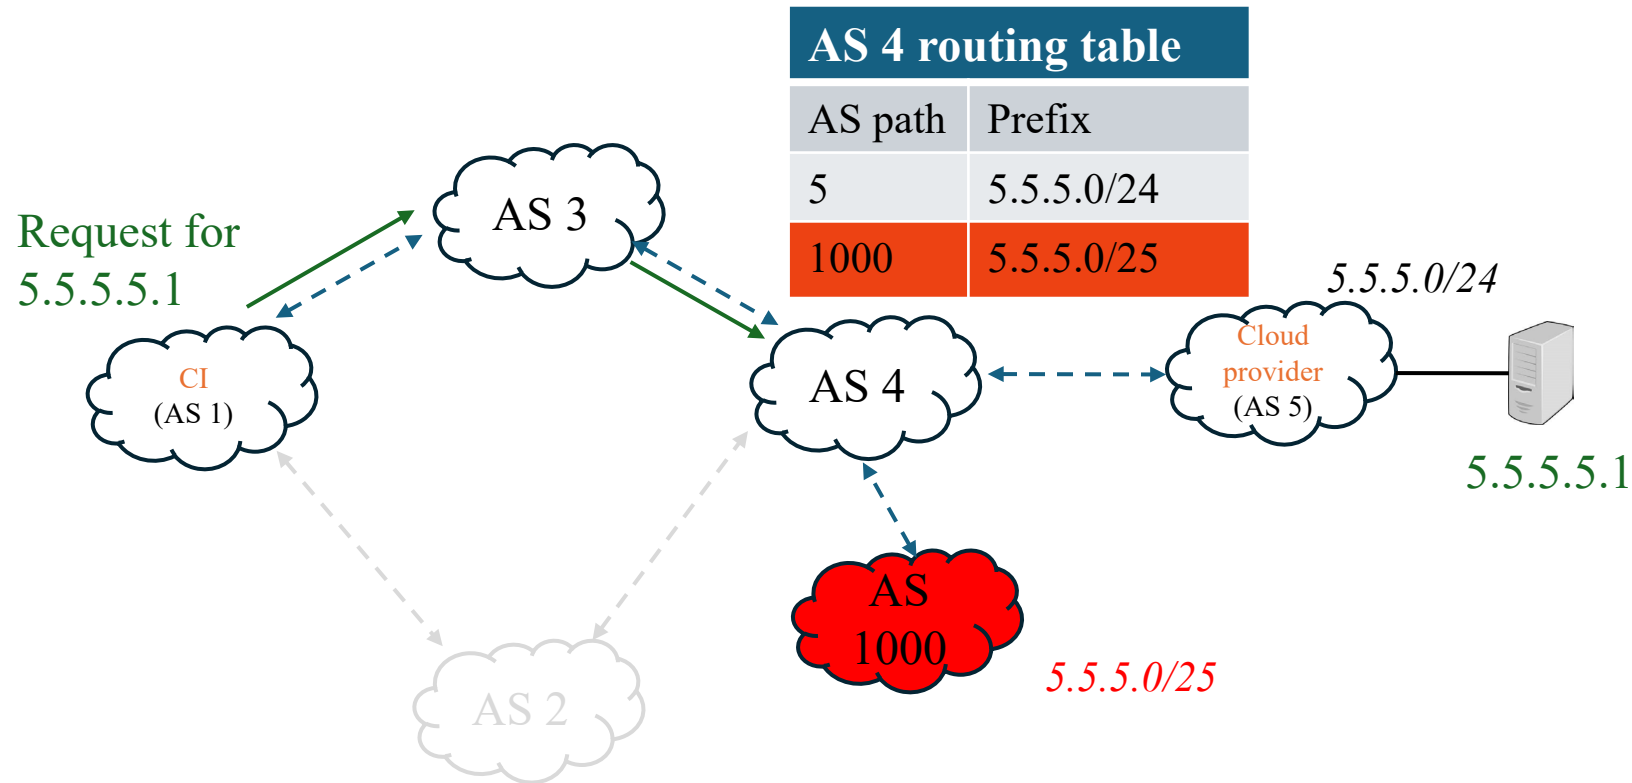 AS 4 routing table
AS path Prefix
5 5.5.5.0/24
1000 5.5.5.0/25
AS 3
Request for
5.5.5.5.1
5.5.5.0/24
CI
(AS 1)
AS 4
Cloud
provider
(AS 5)
5.5.5.5.1
AS
1000
5.5.5.0/25
AS 2